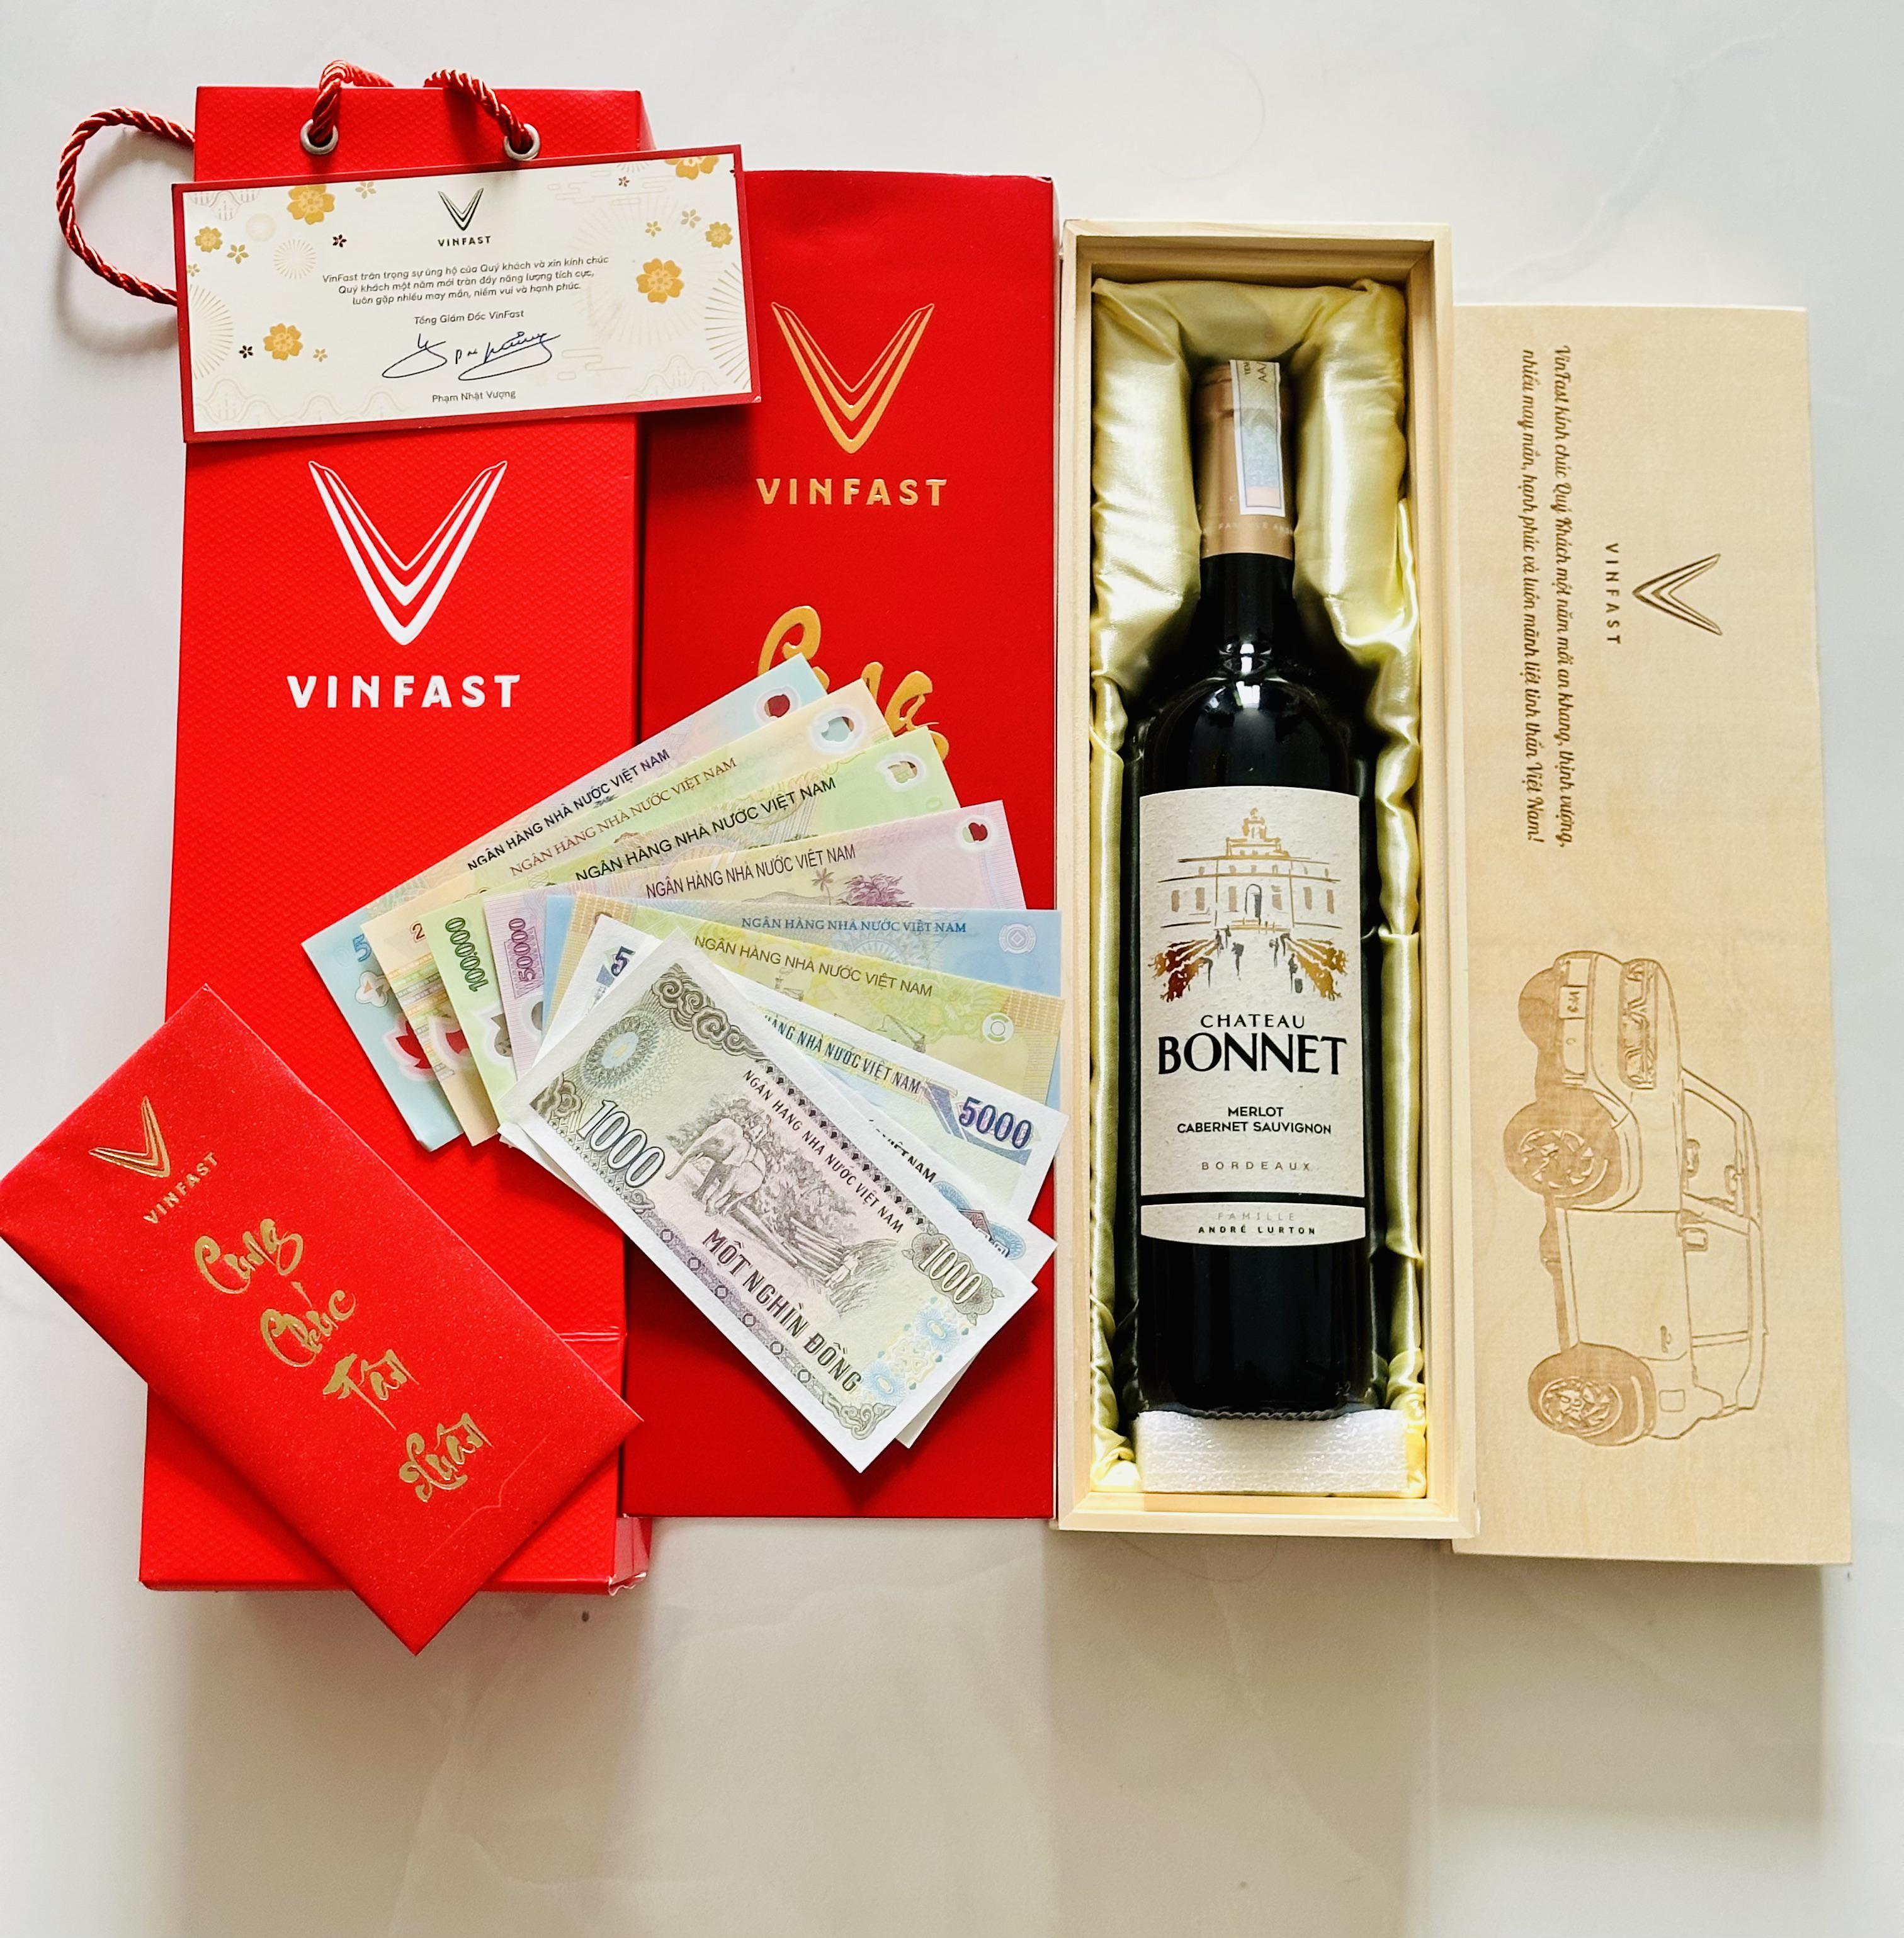 VINFAST
VinFast trân trọng sự ủng hộ của Quý khách và xin kính chúc
Quý khách một năm mới tràn đầy năng lượng tích cực,
luôn gặp nhiều may mắn, niềm vui và hạnh phúc.
Tổng Giám Đốc VinFast
Phạm Nhật Vượng
VINFAST
VINFAST
Cung
VINFAST
Cung
Chúc
Tân
Xuân
NGÂN HÀNG NHÀ NƯỚC VIỆT NAM
NGÂN HÀNG NHÀ NƯỚC VIỆT NAM
NGÂN HÀNG NHÀ NƯỚC VIỆT NAM
100000
NGÂN HÀNG NHÀ NƯỚC VIỆT NAM
50000
NGÂN HÀNG NHÀ NƯỚC VIỆT NAM
NGÂN HÀNG NHÀ NƯỚC VIỆT NAM
HÀNG NHÀ NƯỚC VIỆT NAM
5000
VIỆT NAM
NGÂN HÀNG NHÀ NƯỚC VIỆT NAM
1000
1000
MỘT NGHÌN ĐỒNG
CHATEAU
BONNET
MERLOT
CABERNET SAUVIGNON
BORDEAUX
FAMILLE
ANDRÉ LURTON
VINFAST
VinFast kính chúc Quý Khách một năm mới an khang, thịnh vượng,
nhiều may mắn, hạnh phúc và luôn mãnh liệt tinh thần Việt Nam!
VF3